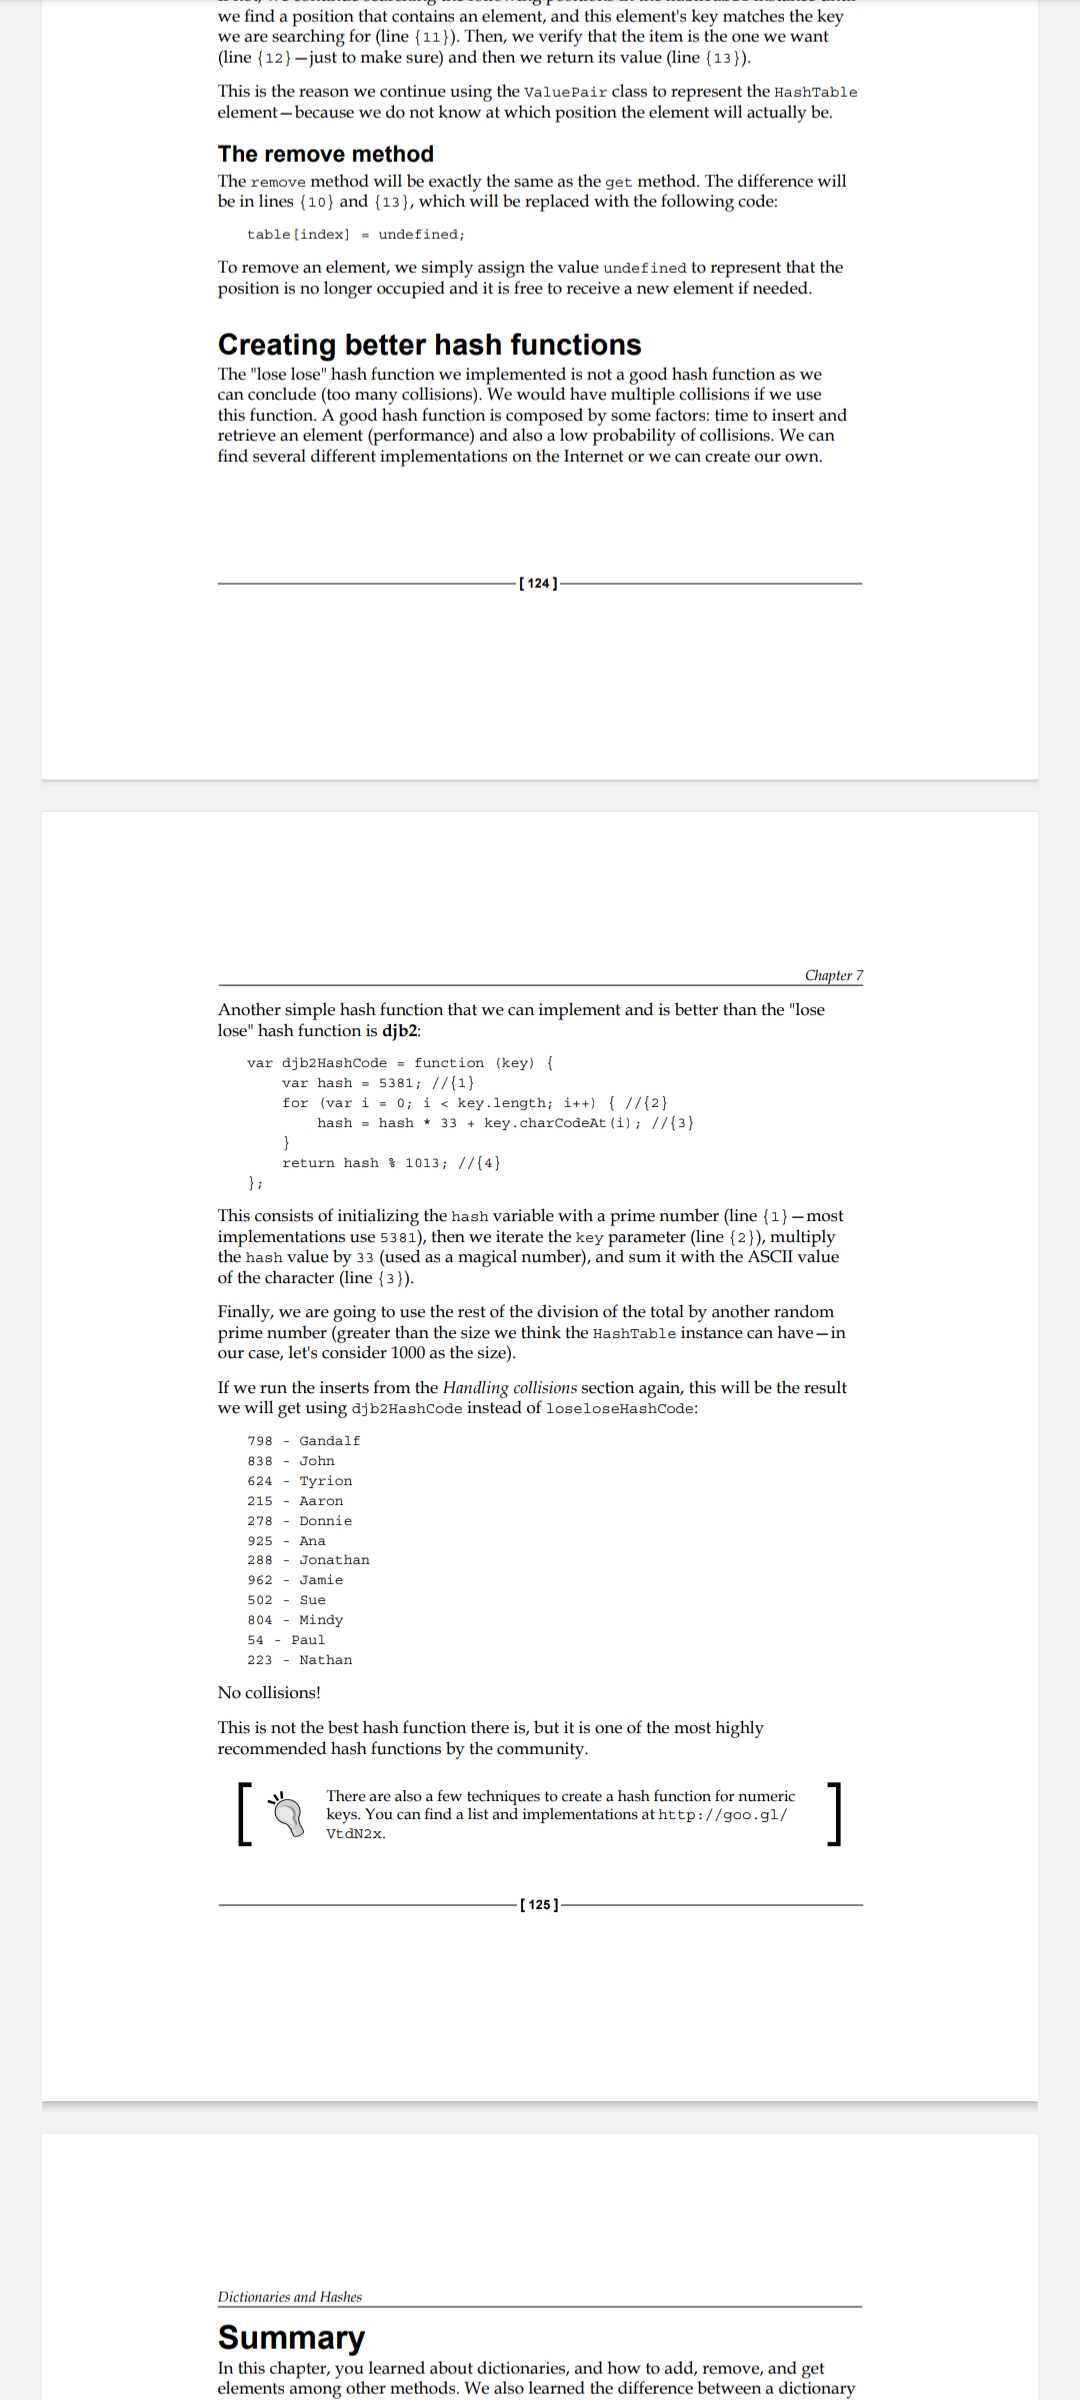 we find a position that contains an element, and this element's key matches the key
we are searching for (line {11}). Then, we verify that the item is the one we want
(line {12}—just to make sure) and then we return its value (line {13}).
This is the reason we continue using the ValuePair class to represent the HashTable
element—because we do not know at which position the element will actually be.
The remove method
The remove method will be exactly the same as the get method. The difference will
be in lines {10} and {13}, which will be replaced with the following code:
table[index] = undefined;
To remove an element, we simply assign the value undefined to represent that the
position is no longer occupied and it is free to receive a new element if needed.
Creating better hash functions
The "lose lose" hash function we implemented is not a good hash function as we
can conclude (too many collisions). We would have multiple collisions if we use
this function. A good hash function is composed by some factors: time to insert and
retrieve an element (performance) and also a low probability of collisions. We can
find several different implementations on the Internet or we can create our own.
[ 124 ]
Chapter 7
Another simple hash function that we can implement and is better than the "lose
lose" hash function is djb2:
var djb2HashCode = function (key) {
var hash = 5381; //{1}
for (var i = 0; i < key.length; i++) { //{2}
hash = hash * 33 + key.charCodeAt(i); //{3}
}
return hash % 1013; //{4}
};
This consists of initializing the hash variable with a prime number (line {1}—most
implementations use 5381), then we iterate the key parameter (line {2}), multiply
the hash value by 33 (used as a magical number), and sum it with the ASCII value
of the character (line {3}).
Finally, we are going to use the rest of the division of the total by another random
prime number (greater than the size we think the HashTable instance can have—in
our case, let's consider 1000 as the size).
If we run the inserts from the Handling collisions section again, this will be the result
we will get using djb2HashCode instead of loseloseHashCode:
798 - Gandalf
838 - John
624 - Tyrion
215 - Aaron
278 - Donnie
925 - Ana
288 - Jonathan
962 - Jamie
502 - Sue
804 - Mindy
54 - Paul
223 - Nathan
No collisions!
This is not the best hash function there is, but it is one of the most highly
recommended hash functions by the community.
There are also a few techniques to create a hash function for numeric
keys. You can find a list and implementations at http://goo.gl/
VtdN2x.
[ 125 ]
Dictionaries and Hashes
Summary
In this chapter, you learned about dictionaries, and how to add, remove, and get
elements among other methods. We also learned the difference between a dictionary